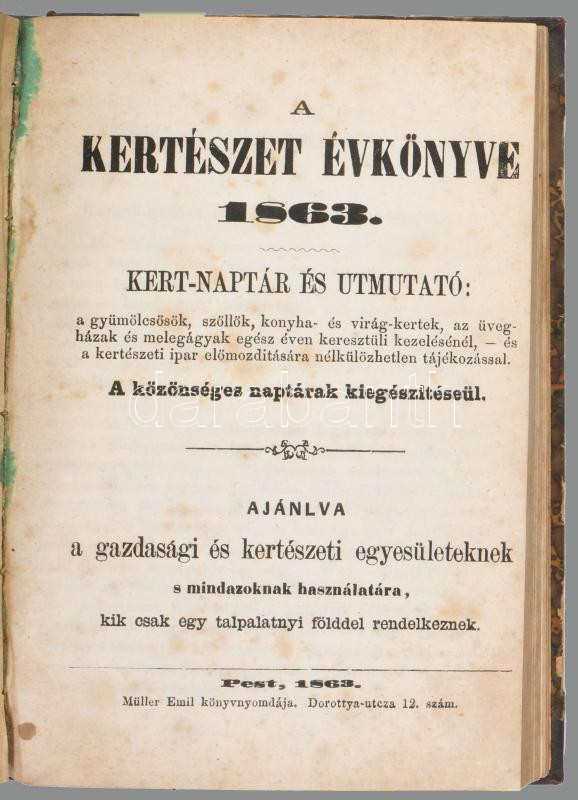 A
KERTÉSZET ÉVKÖNYVE
1863.
KERT-NAPTÁR ÉS UTMUTATÓ:
a gyümölcsösök, szőllők, konyha- és virág-kertek, az üveg-
házak és melegágyak egész éven keresztüli kezelésénél, — és
a kertészeti ipar előmozditására nélkülözhetlen tájékozással.
A közönséges naptárak kiegészitéseül.
darabanth
AJÁNLVA
a gazdasági és kertészeti egyesületeknek
s mindazoknak használatára,
kik csak egy talpalatnyi földdel rendelkeznek.
Pest, 1863.
Müller Emil könyvnyomdája. Dorottya-utcza 12. szám.